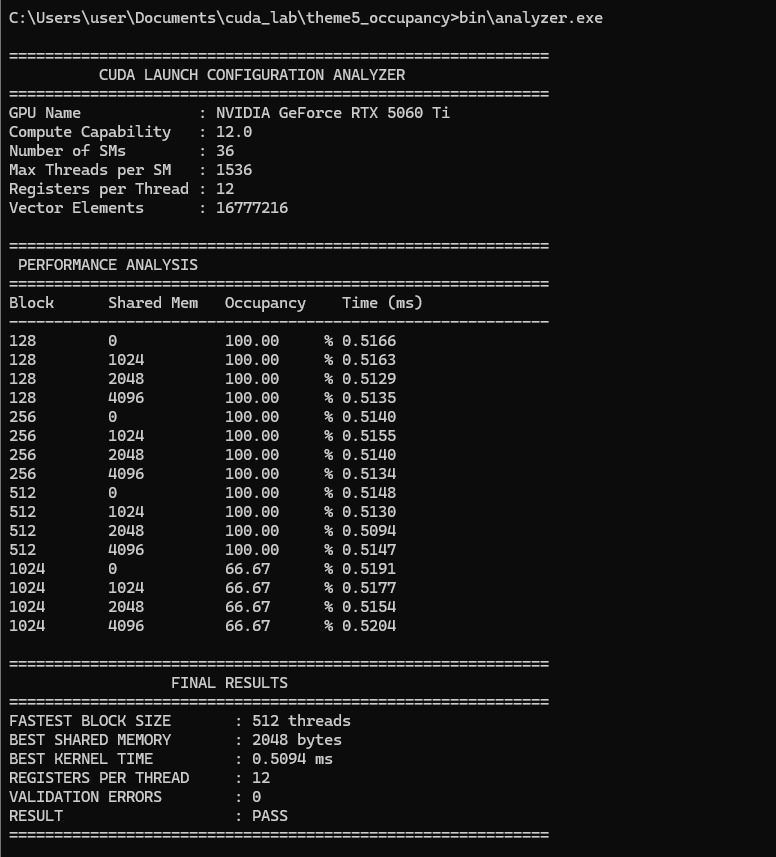 C:\Users\user\Documents\cuda_lab\theme5_occupancy>bin\analyzer.exe
============================================================
          CUDA LAUNCH CONFIGURATION ANALYZER
============================================================
GPU Name             : NVIDIA GeForce RTX 5060 Ti
Compute Capability   : 12.0
Number of SMs        : 36
Max Threads per SM   : 1536
Registers per Thread : 12
Vector Elements      : 16777216
============================================================
 PERFORMANCE ANALYSIS
============================================================
Block      Shared Mem   Occupancy    Time (ms)
------------------------------------------------------------
128        0            100.00     % 0.5166
128        1024         100.00     % 0.5163
128        2048         100.00     % 0.5129
128        4096         100.00     % 0.5135
256        0            100.00     % 0.5140
256        1024         100.00     % 0.5155
256        2048         100.00     % 0.5140
256        4096         100.00     % 0.5134
512        0            100.00     % 0.5148
512        1024         100.00     % 0.5130
512        2048         100.00     % 0.5094
512        4096         100.00     % 0.5147
1024       0            66.67      % 0.5191
1024       1024         66.67      % 0.5177
1024       2048         66.67      % 0.5154
1024       4096         66.67      % 0.5204
============================================================
                  FINAL RESULTS
============================================================
FASTEST BLOCK SIZE       : 512 threads
BEST SHARED MEMORY       : 2048 bytes
BEST KERNEL TIME         : 0.5094 ms
REGISTERS PER THREAD     : 12
VALIDATION ERRORS        : 0
RESULT                   : PASS
============================================================